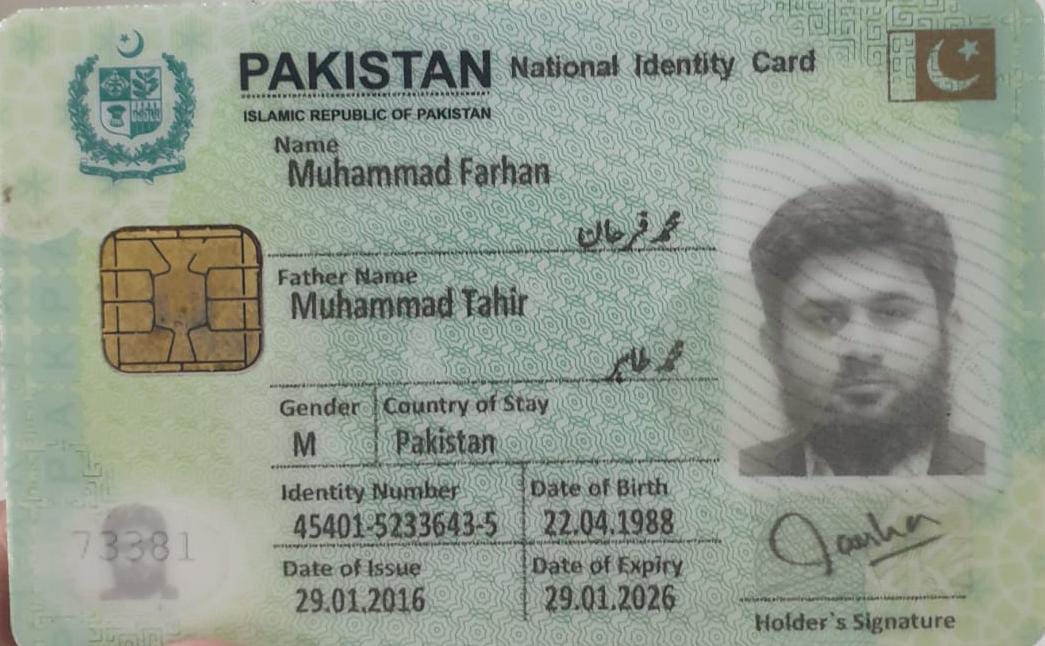 PAKISTAN National Identity Card
ISLAMIC REPUBLIC OF PAKISTAN
Name
Muhammad Farhan
محمد فرحان
Father Name
Muhammad Tahir
محمد طاہر
Gender Country of Stay
M Pakistan
Identity Number Date of Birth
45401-5233643-5 22.04.1988
Date of Issue Date of Expiry
29.01.2016 29.01.2026
73381
Holder's Signature